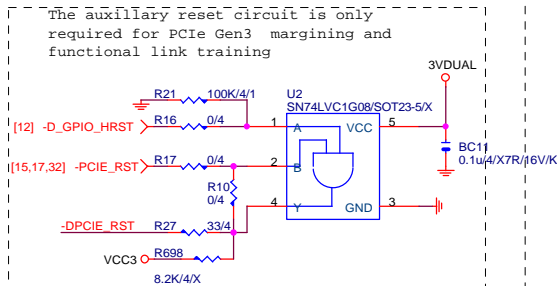 The auxillary reset circuit is only
required for PCIe Gen3 margining and
functional link training
3VDUAL
R21 100K/4/1
U2
SN74LVC1G08/SOT23-5/X
[12] -D_GPIO_HRST R16 0/4 1 A VCC 5
BC11
0.1u/4/X7R/16V/K
[15,17,32] -PCIE_RST R17 0/4 2 B
R10
0/4
4 Y GND 3
-DPCIE_RST R27 33/4
VCC3 R698
8.2K/4/X